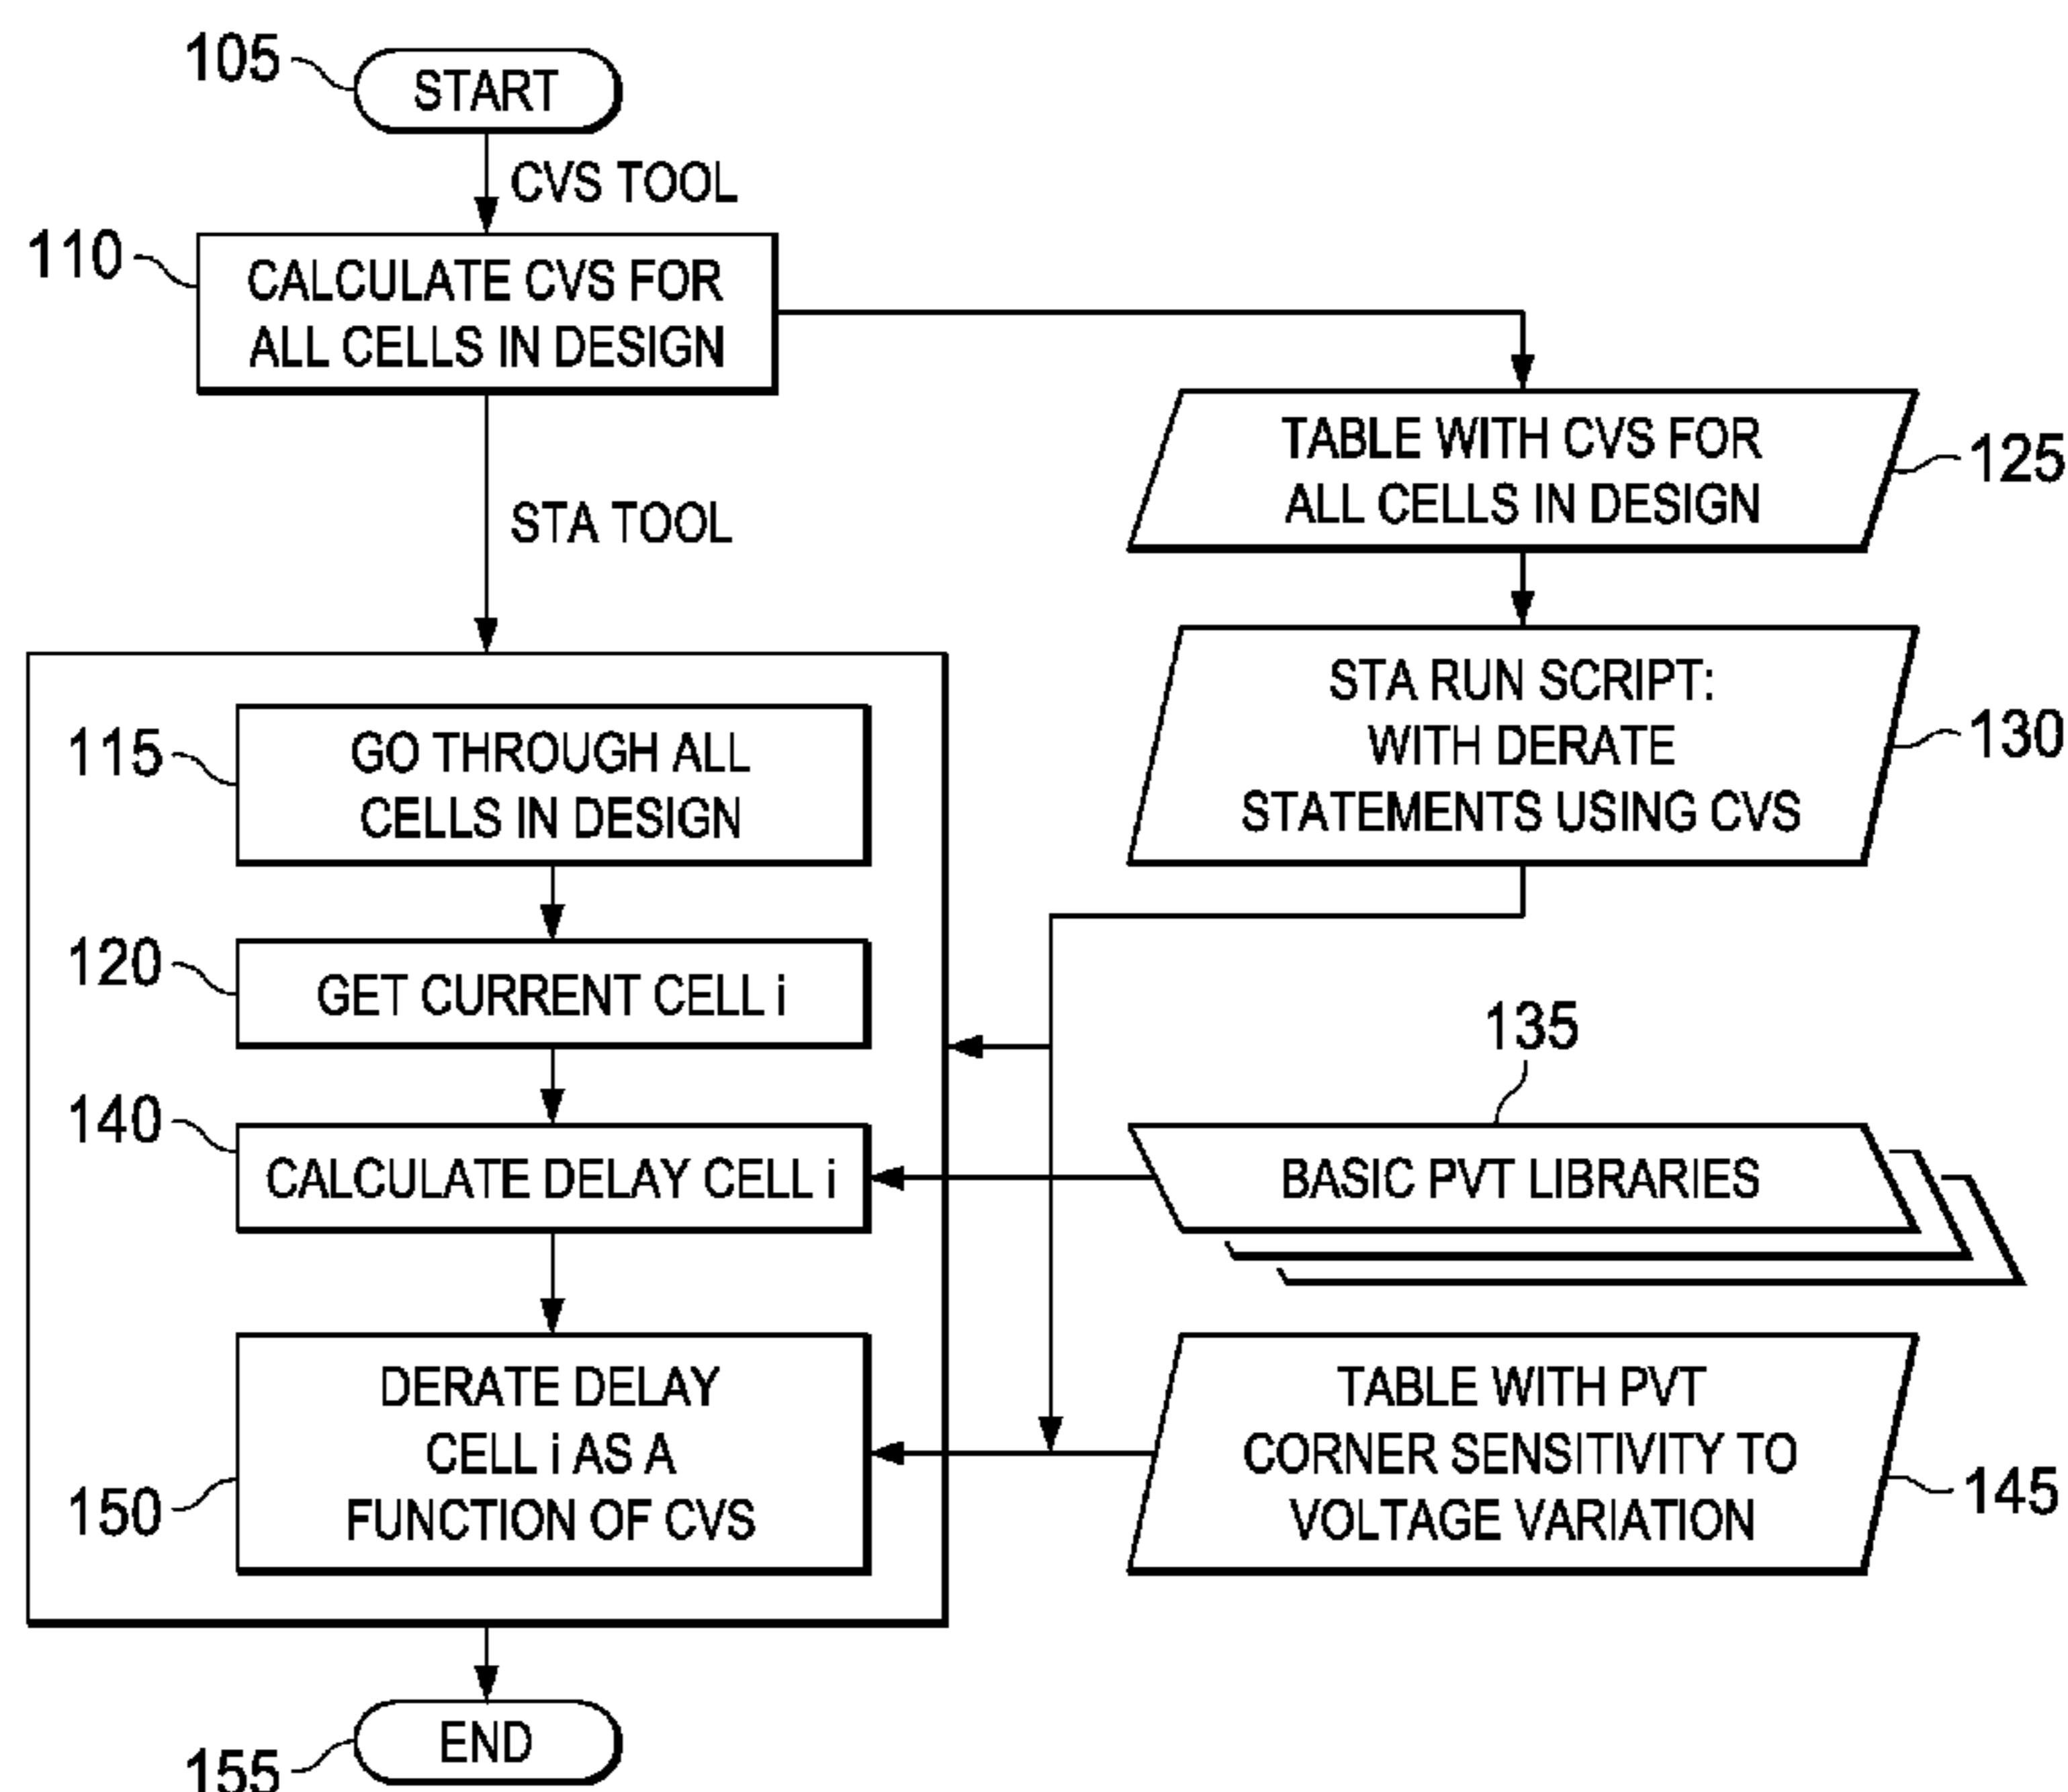 105
START
CVS TOOL
110
CALCULATE CVS FOR
ALL CELLS IN DESIGN
TABLE WITH CVS FOR
ALL CELLS IN DESIGN
125
STA TOOL
STA RUN SCRIPT:
WITH DERATE
STATEMENTS USING CVS
130
115
GO THROUGH ALL
CELLS IN DESIGN
120
GET CURRENT CELL i
135
140
CALCULATE DELAY CELL i
BASIC PVT LIBRARIES
DERATE DELAY
CELL i AS A
FUNCTION OF CVS
150
TABLE WITH PVT
CORNER SENSITIVITY TO
VOLTAGE VARIATION
145
END
155